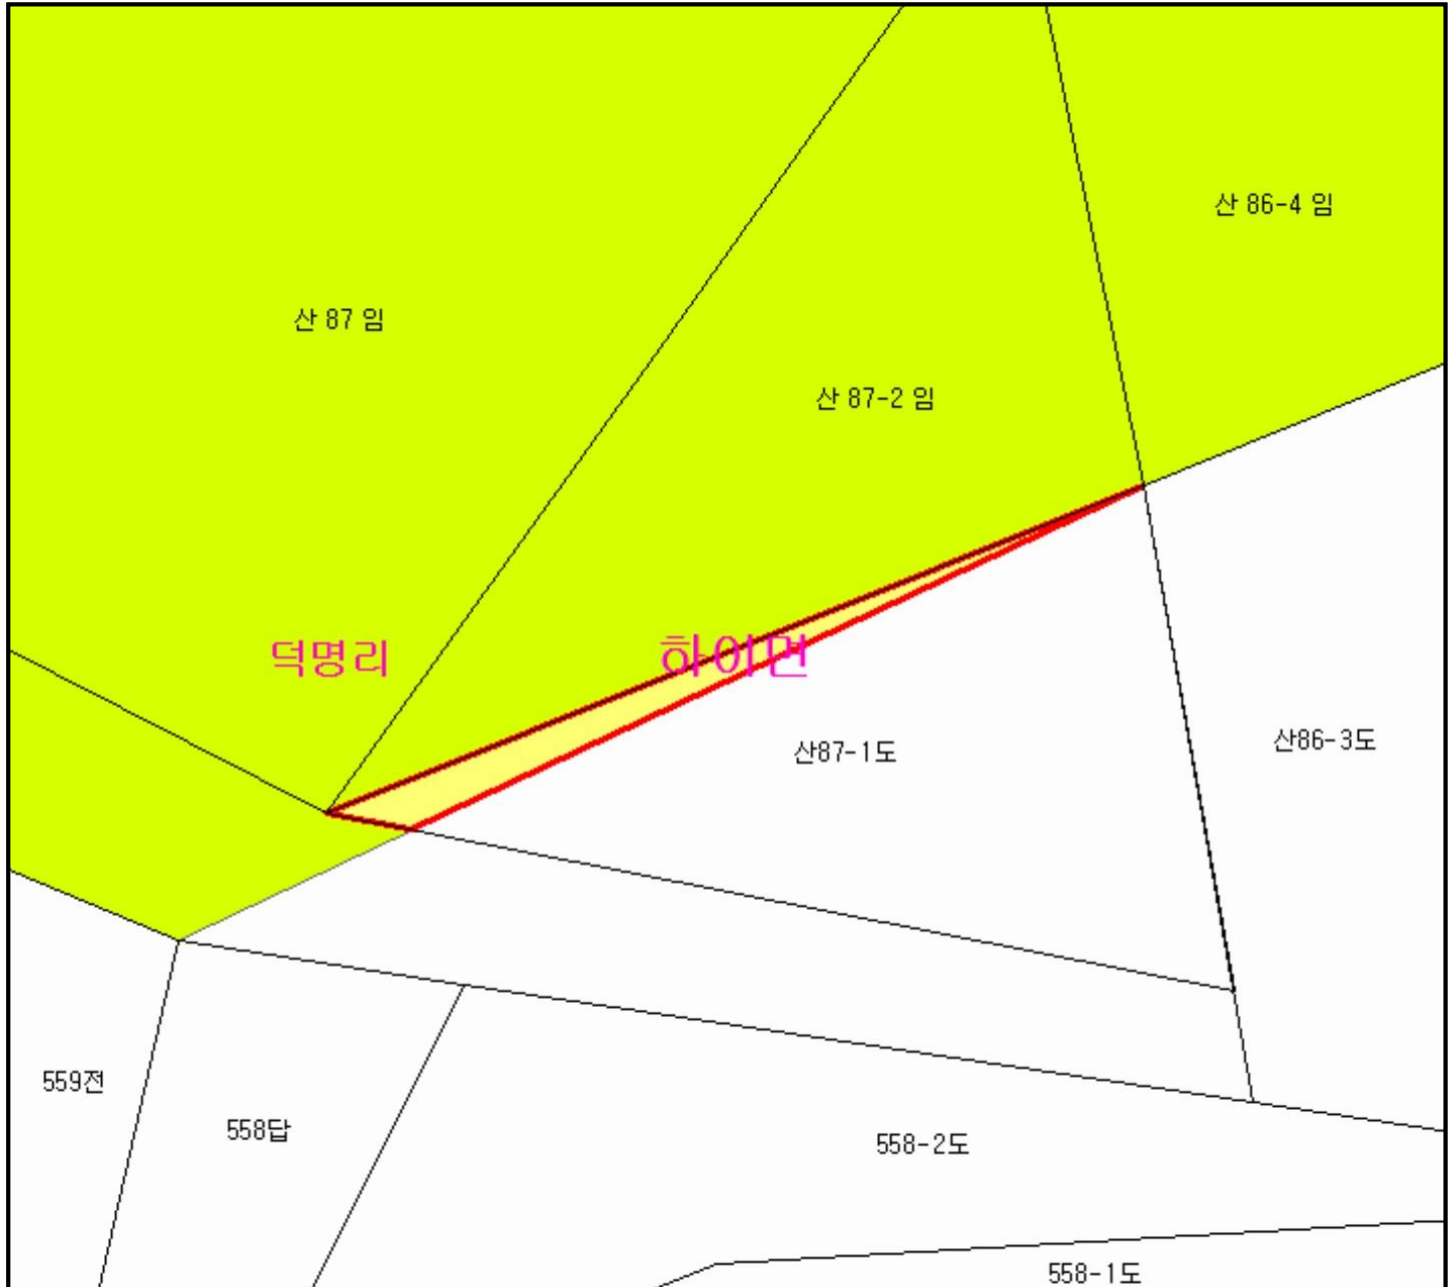 산 86-4 임
산 87 임
산 87-2 임
덕명리
하이면
산87-1도
산86-3도
559전
558답
558-2도
558-1도